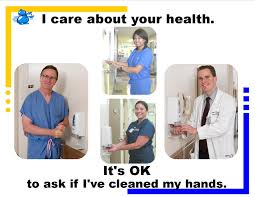 I care about your health.
It's OK
to ask if I've cleaned my hands.